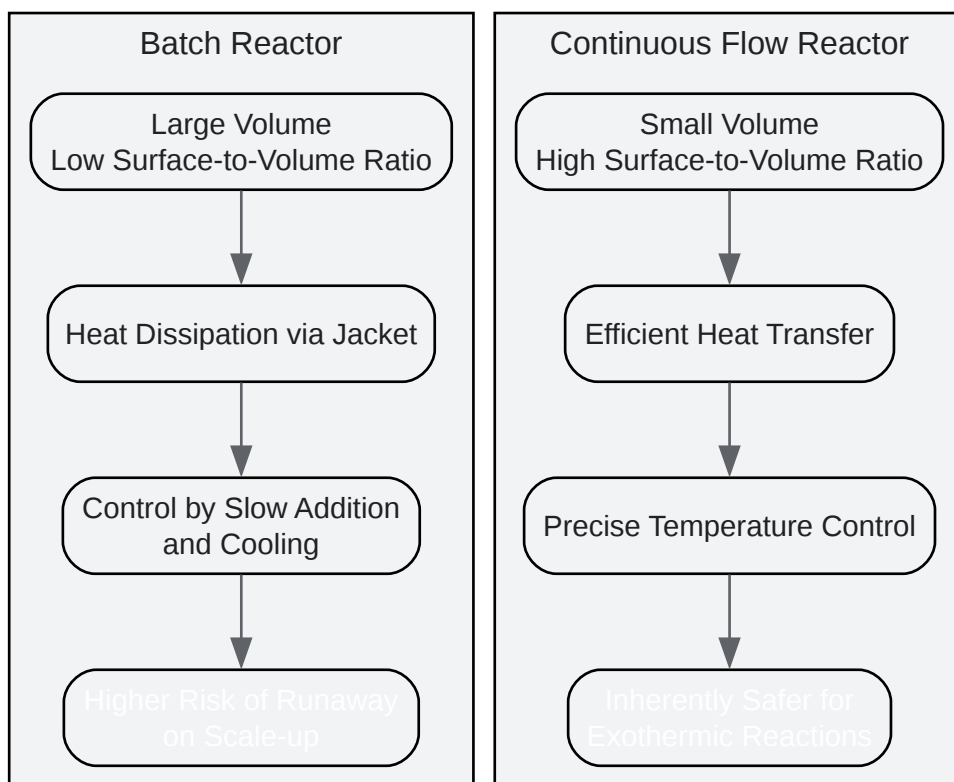 Batch Reactor
Large Volume
Low Surface-to-Volume Ratio
Heat Dissipation via Jacket
Control by Slow Addition
and Cooling
Higher Risk of Runaway
on Scale-up
Continuous Flow Reactor
Small Volume
High Surface-to-Volume Ratio
Efficient Heat Transfer
Precise Temperature Control
Inherently Safer for
Exothermic Reactions